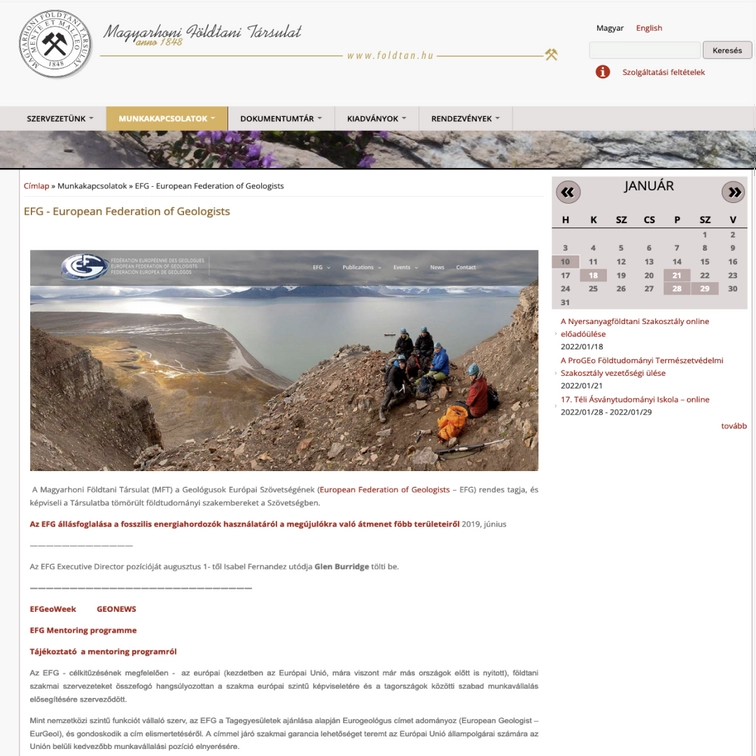 MAGYARHONI FÖLDTANI TÁRSULAT
MENTE ET MALLEO
1848
Magyarhoni Földtani Társulat
anno 1848
www.foldtan.hu
Magyar English
Keresés
Szolgáltatási feltételek
SZERVEZETÜNK MUNKAKAPCSOLATOK DOKUMENTUMTÁR KIADVÁNYOK RENDEZVÉNYEK
Címlap » Munkakapcsolatok » EFG - European Federation of Geologists
EFG - European Federation of Geologists
FÉDÉRATION EUROPÉENNE DES GÉOLOGUES
EUROPEAN FEDERATION OF GEOLOGISTS
FEDERACIÓN EUROPEA DE GEÓLOGOS
EFG Publications Events News Contact
A Magyarhoni Földtani Társulat (MFT) a Geológusok Európai Szövetségének (European Federation of Geologists – EFG) rendes tagja, és
képviseli a Társulatba tömörült földtudományi szakembereket a Szövetségben.
Az EFG állásfoglalása a fosszilis energiahordozók használatáról a megújulókra való átmenet főbb területeiről 2019, június
Az EFG Executive Director pozícióját augusztus 1- től Isabel Fernandez utódja Glen Burridge tölti be.
EFGeoWeek GEONEWS
EFG Mentoring programme
Tájékoztató a mentoring programról
Az EFG - célkitűzésének megfelelően - az európai (kezdetben az Európai Unió, mára viszont már más országok előtt is nyitott), földtani
szakmai szervezeteket összefogó hangsúlyozottan a szakma európai szintű képviseletére és a tagországok közötti szabad munkavállalás
elősegítésére szerveződött.
Mint nemzetközi szintű funkciót vállaló szerv, az EFG a Tagegyesületek ajánlása alapján Eurogeológus címet adományoz (European Geologist –
EurGeol), és gondoskodik a cím elismertetéséről. A címmel járó szakmai garancia lehetőséget teremt az Európai Unió állampolgárai számára az
Unión belüli kedvezőbb munkavállalási pozíció elnyerésére.
« JANUÁR »
H K SZ CS P SZ V
1 2
3 4 5 6 7 8 9
10 11 12 13 14 15 16
17 18 19 20 21 22 23
24 25 26 27 28 29 30
31
A Nyersanyagföldtani Szakosztály online
előadóülése
2022/01/18
A ProGEo Földtudományi Természetvédelmi
Szakosztály vezetőségi ülése
2022/01/21
17. Téli Ásványtudományi Iskola – online
2022/01/28 - 2022/01/29
tovább